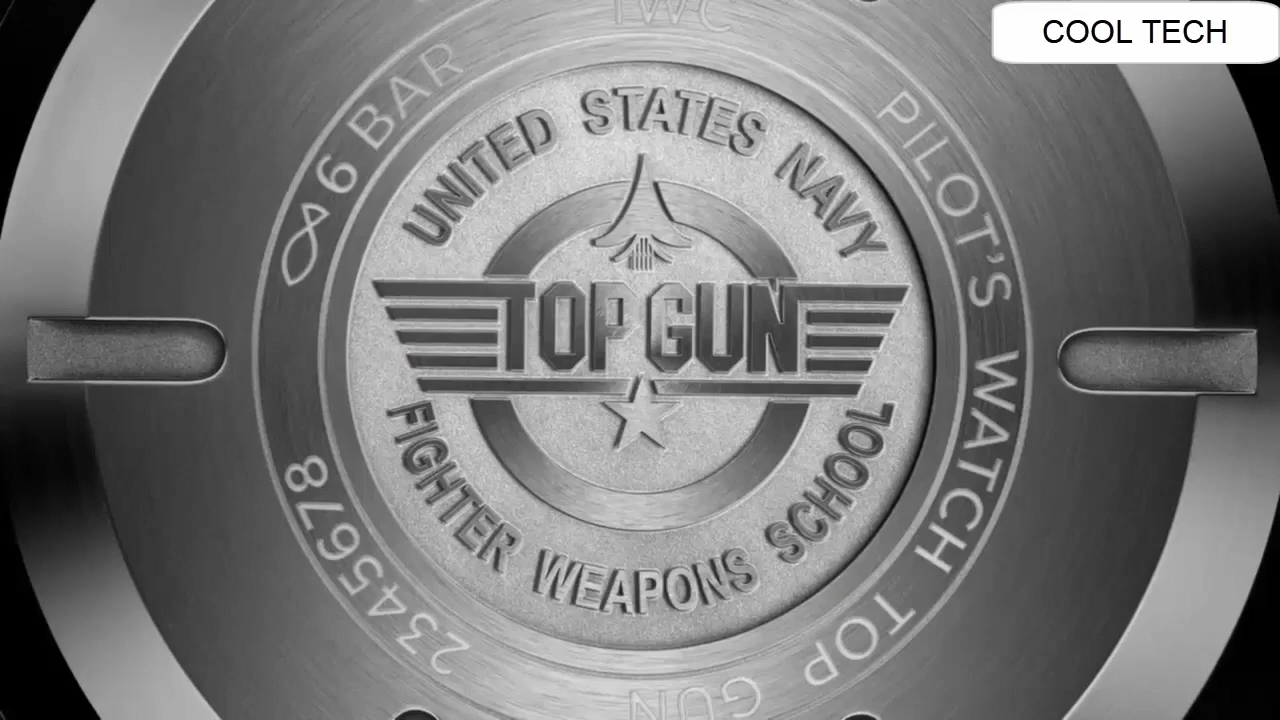 COOL TECH
IWC
PILOT'S WATCH TOP GUN
2345678
6 BAR
UNITED STATES NAVY
TOP GUN
FIGHTER WEAPONS SCHOOL